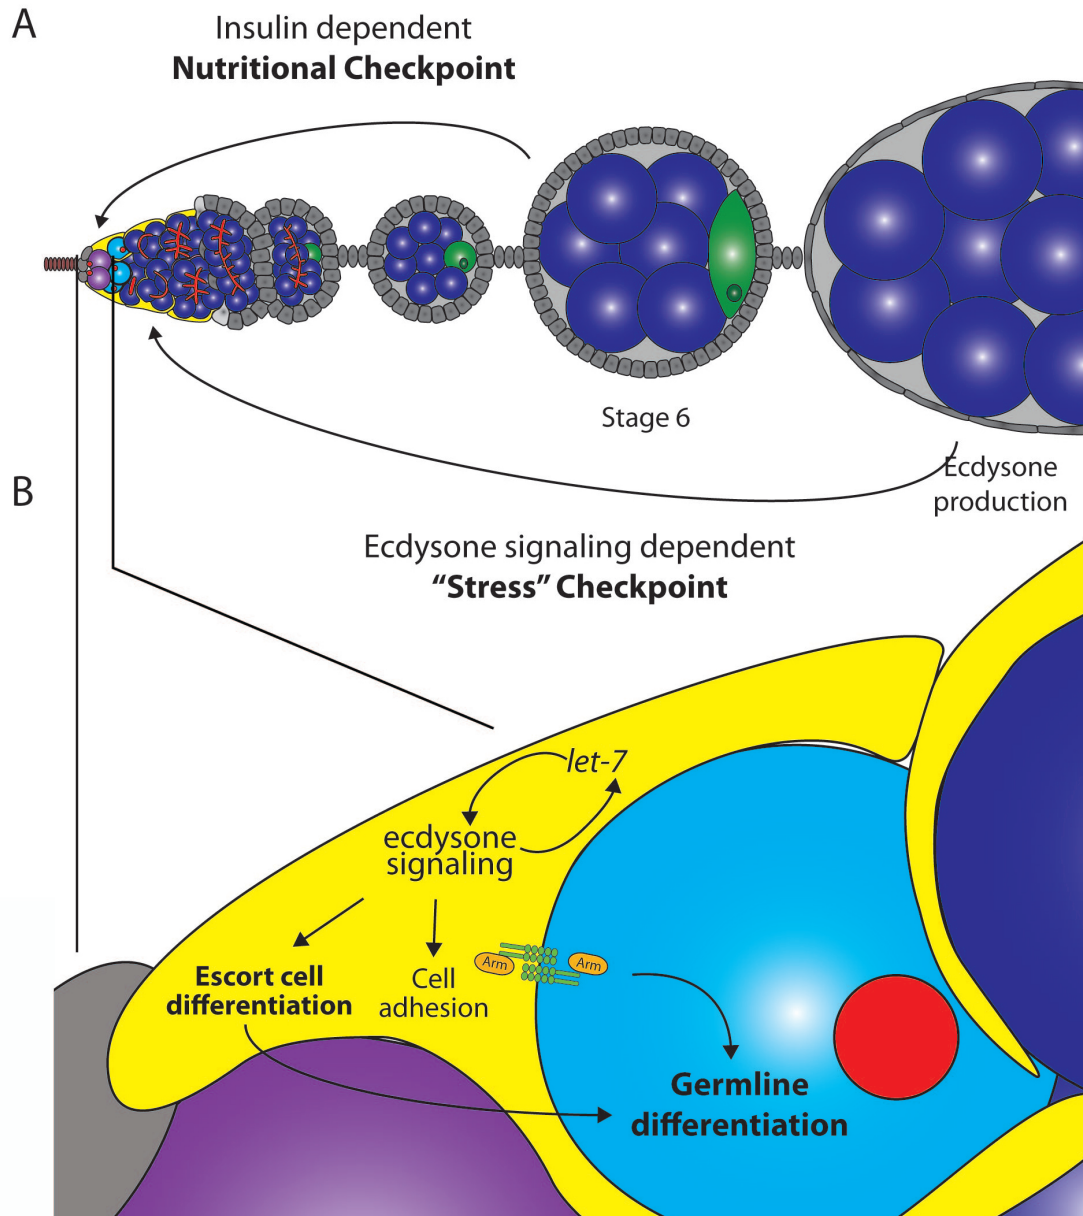 A
Insulin dependent
Nutritional Checkpoint
Stage 6
Ecdysone
production
B
Ecdysone signaling dependent
“Stress” Checkpoint
let-7
ecdysone
signaling
Arm
Arm
Escort cell
differentiation
Cell
adhesion
Germline
differentiation